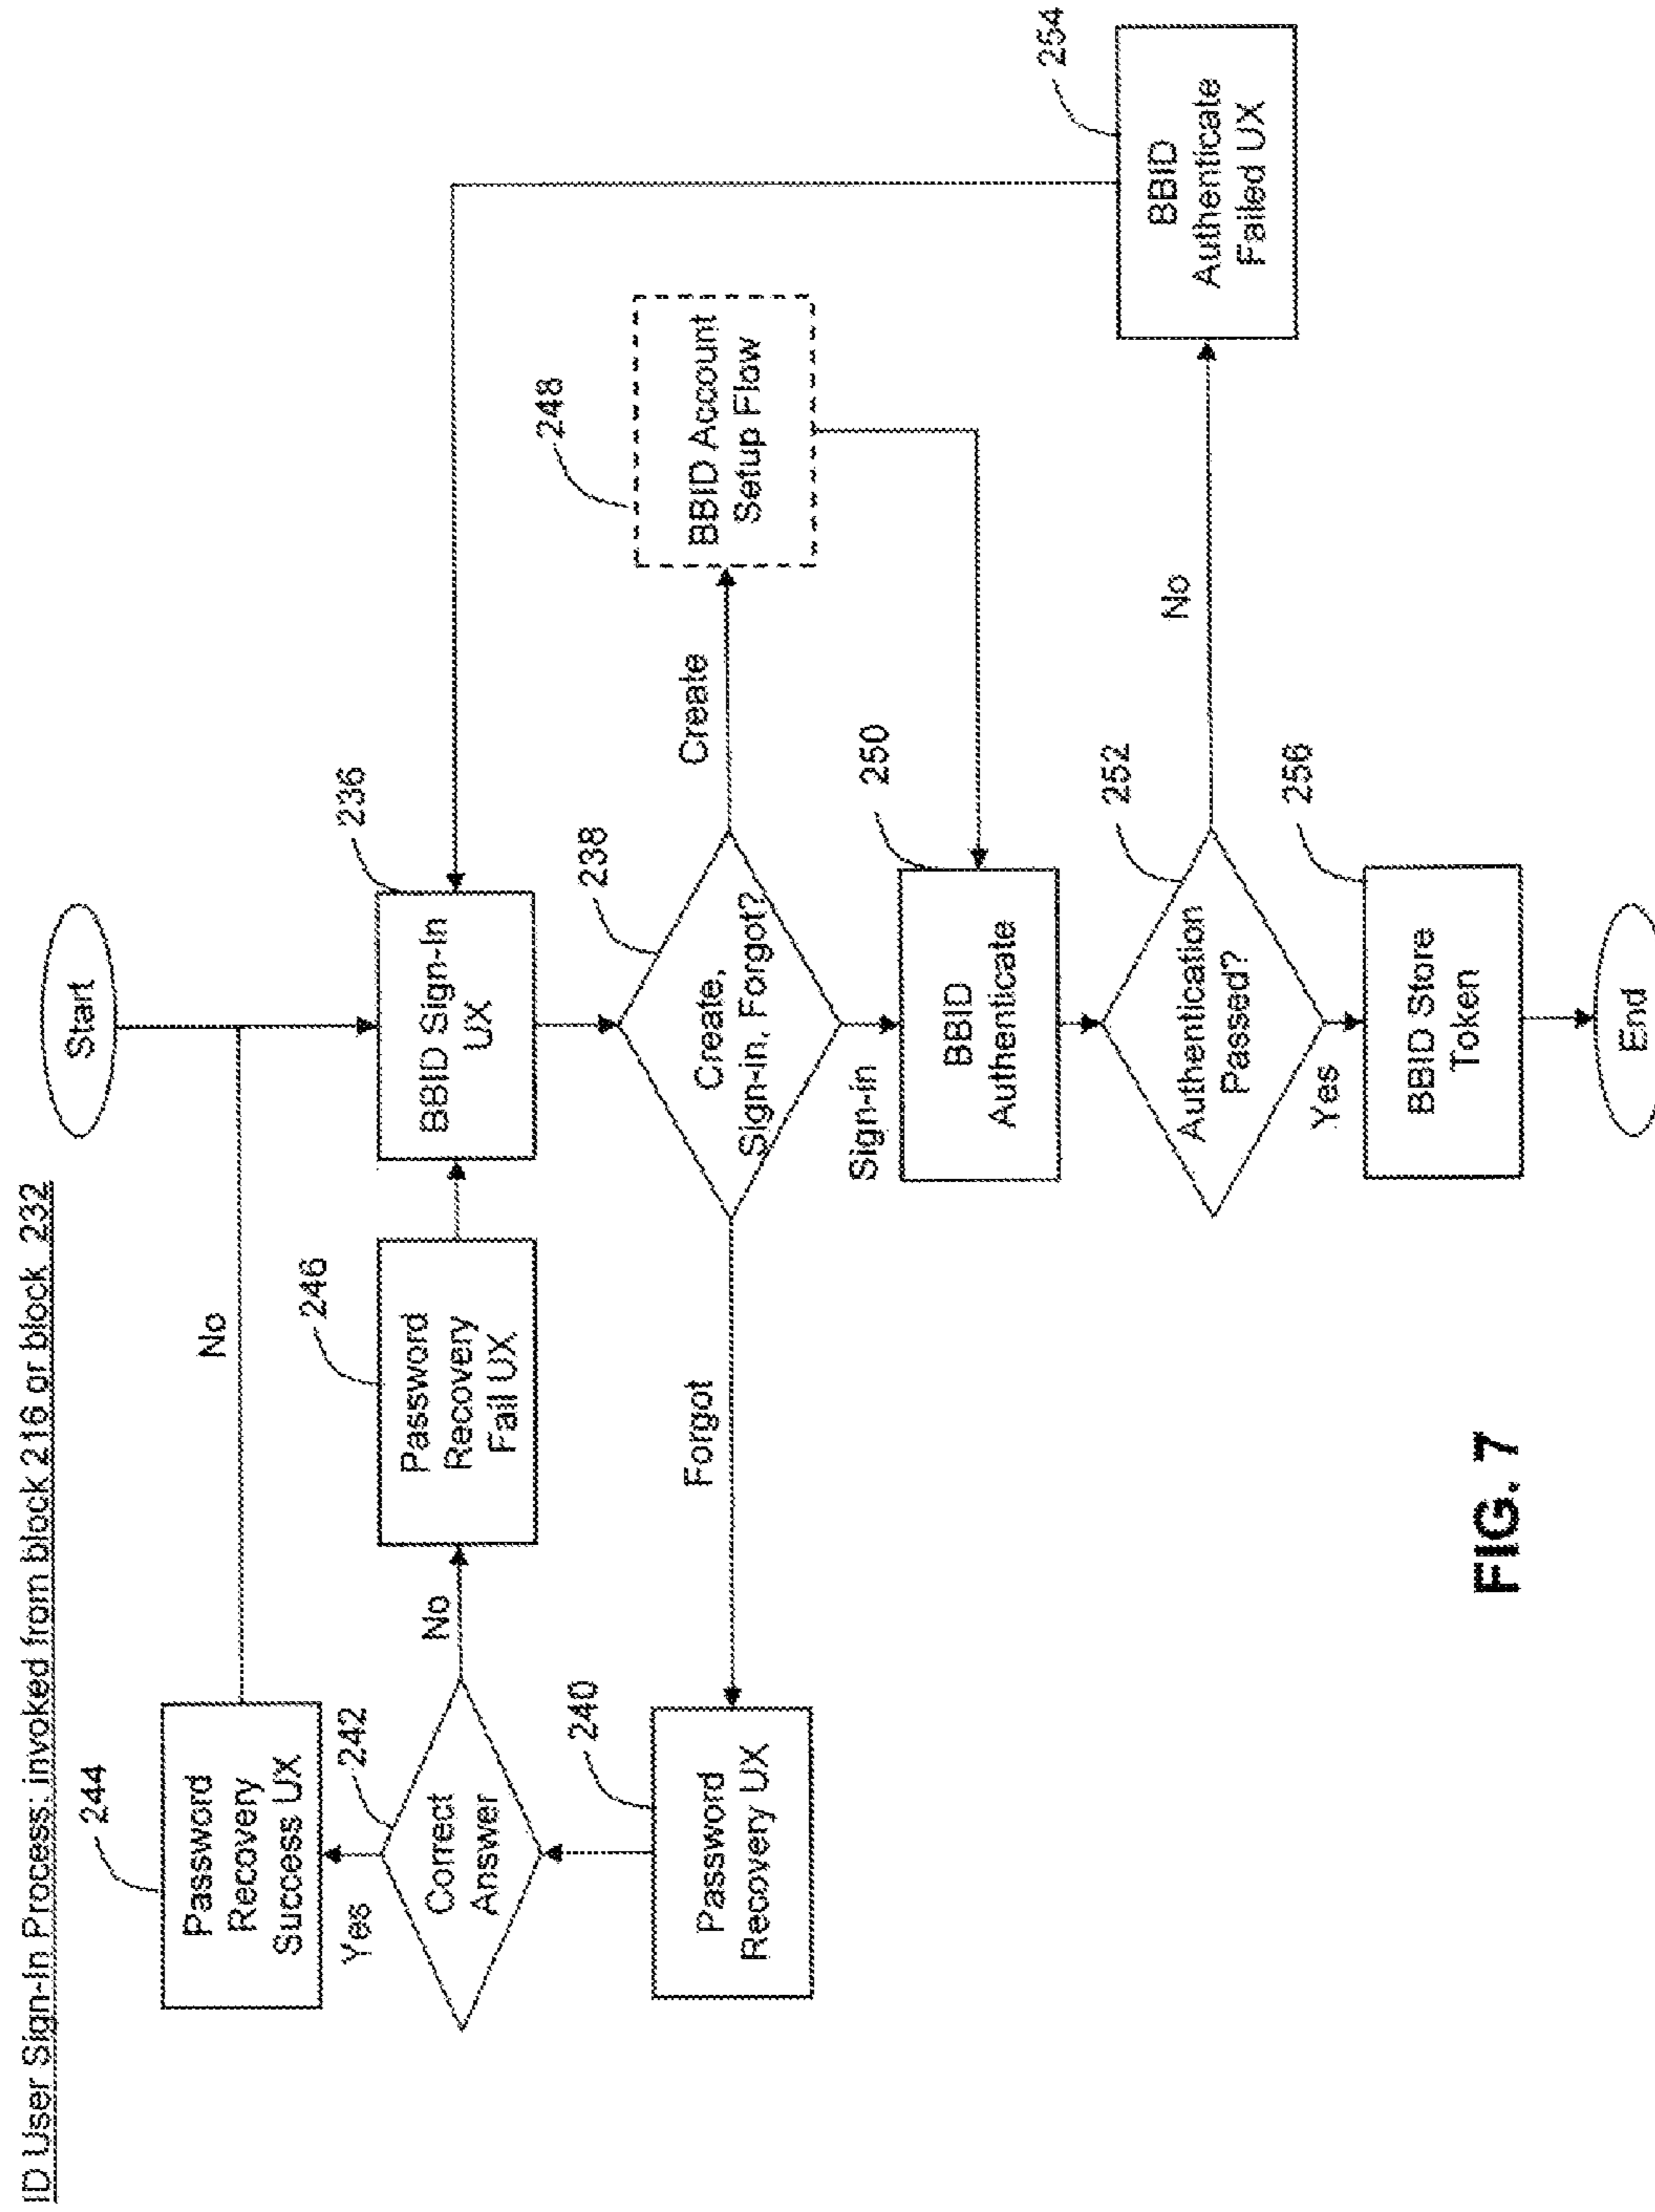 ID User Sign-In Process: invoked from block 216 or block 232
Start
244
Password
Recovery
Success UX
No
Yes
242
Correct
Answer
No
246
Password
Recovery
Fail UX
236
BBID Sign-In
UX
238
Create,
Sign-in, Forgot?
Forgot
240
Password
Recovery UX
Create
248
BBID Account
Setup Flow
Sign-in
250
BBID
Authenticate
252
Authentication
Passed?
No
254
BBID
Authenticate
Failed UX
Yes
256
BBID Store
Token
End
FIG. 7